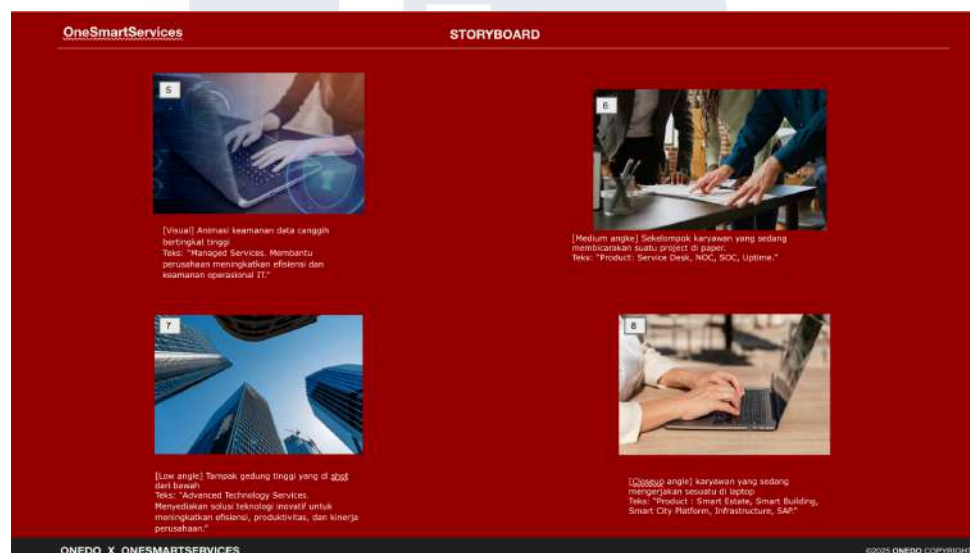 OneSmartServices
STORYBOARD
5
[Visual] Animasi keamanan data canggih
bertingkat tinggi
Teks: "Managed Services. Membantu
perusahaan meningkatkan efisiensi dan
keamanan operasional IT."
6
[Medium angke] Sekelompok karyawan yang sedang
membicarakan suatu project di paper.
Teks: "Product: Service Desk, NOC, SOC, Uptime."
7
[Low angle] Tampak gedung tinggi yang di shot
dari bawah
Teks: "Advanced Technology Services.
Menyediakan solusi teknologi inovatif untuk
meningkatkan efisiensi, produktivitas, dan kinerja
perusahaan."
8
[Closeup angle] karyawan yang sedang
mengerjakan sesuatu di laptop
Teks: "Product : Smart Estate, Smart Building,
Smart City Platform, Infrastructure, SAP."
ONEDO X ONESMARTSERVICES
©2025 ONEDO COPYRIGHT